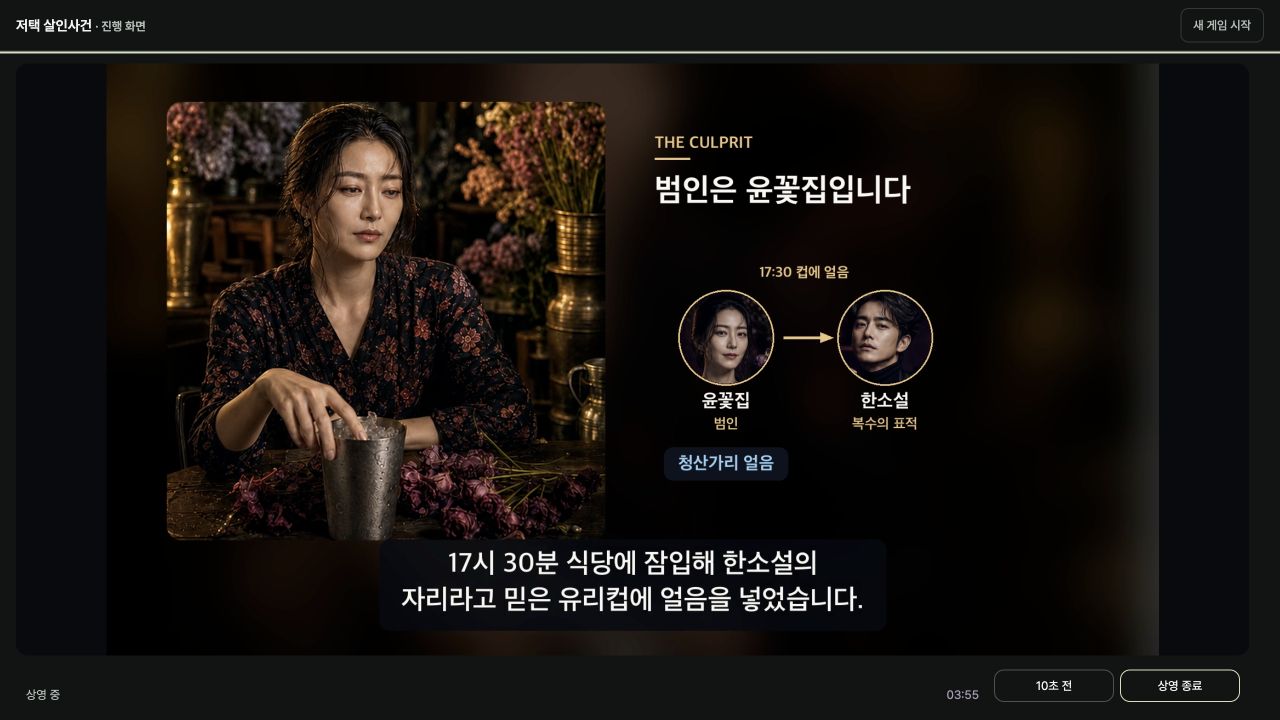 저택 살인사건 · 진행 화면
새 게임 시작
THE CULPRIT
범인은 윤꽃집입니다
17:30 컵에 얼음
윤꽃집
범인
한소설
복수의 표적
청산가리 얼음
17시 30분 식당에 잠입해 한소설의
자리라고 믿은 유리컵에 얼음을 넣었습니다.
상영 중
03:55
10초 전
상영 종료